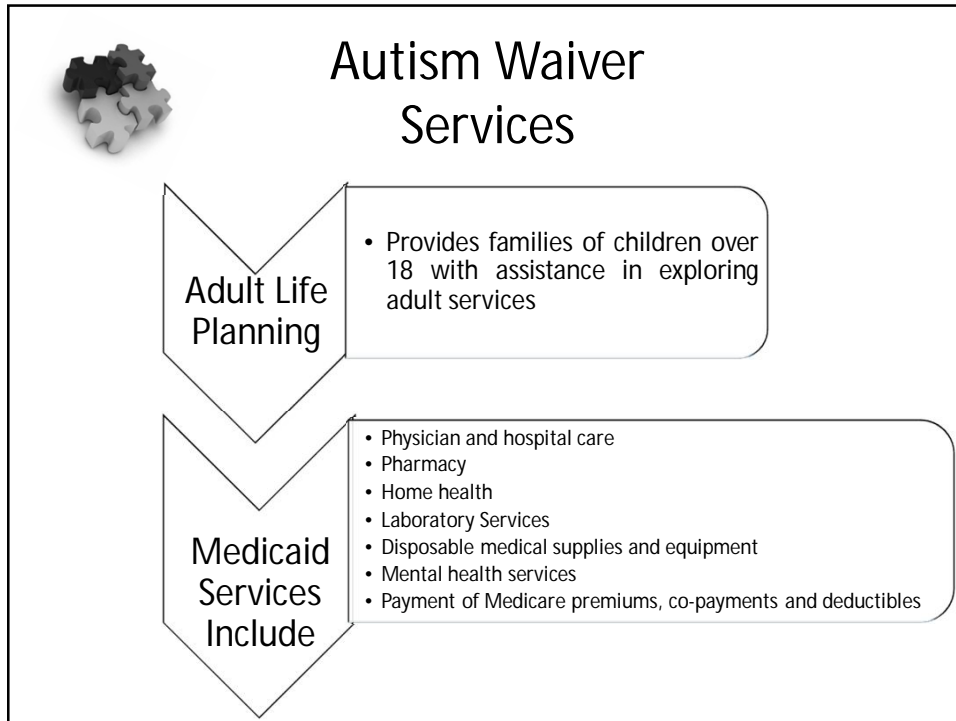 Autism Waiver
Services
Adult Life
Planning
• Provides families of children over
18 with assistance in exploring
adult services
Medicaid
Services
Include
• Physician and hospital care
• Pharmacy
• Home health
• Laboratory Services
• Disposable medical supplies and equipment
• Mental health services
• Payment of Medicare premiums, co-payments and deductibles